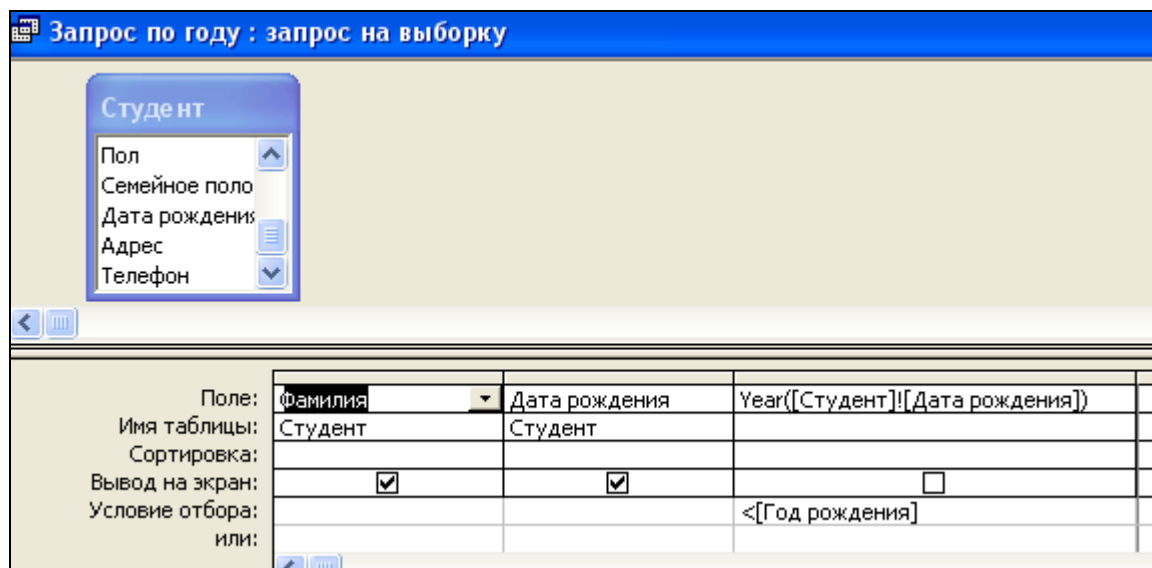 Запрос по году : запрос на выборку
Студент
Пол
Семейное поло
Дата рождения
Адрес
Телефон
Поле: Фамилия Дата рождения Year([Студент]![Дата рождения])
Имя таблицы: Студент Студент
Сортировка:
Вывод на экран:
Условие отбора: <[Год рождения]
или: